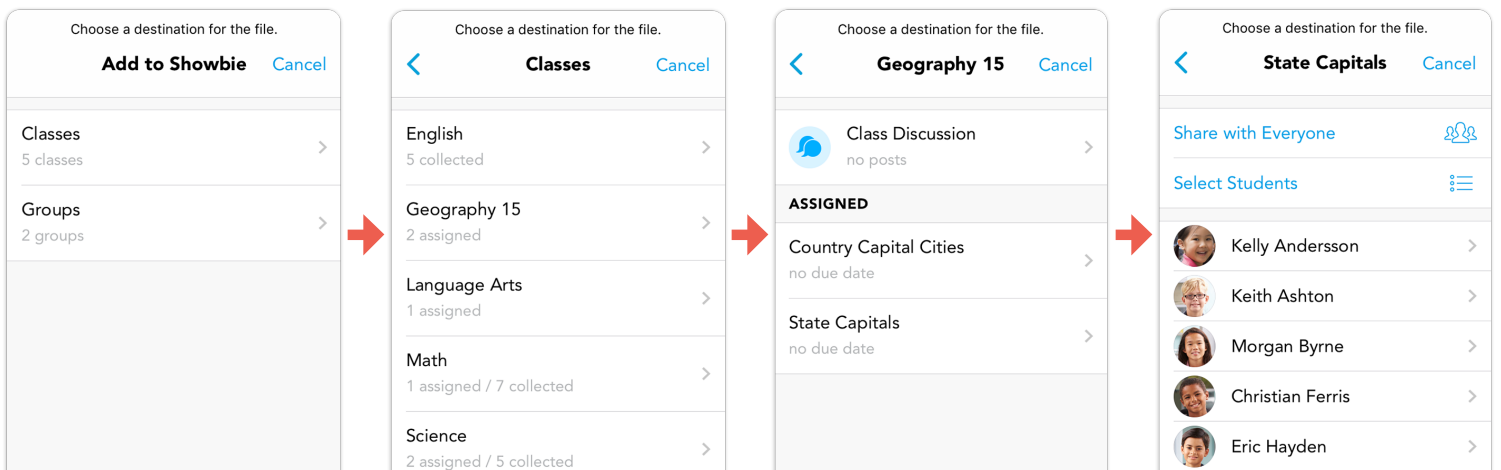 Choose a destination for the file.
Add to Showbie Cancel
Classes
5 classes
Groups
2 groups
Choose a destination for the file.
Classes Cancel
English
5 collected
Geography 15
2 assigned
Language Arts
1 assigned
Math
1 assigned / 7 collected
Science
2 assigned / 5 collected
Choose a destination for the file.
Geography 15 Cancel
Class Discussion
no posts
ASSIGNED
Country Capital Cities
no due date
State Capitals
no due date
Choose a destination for the file.
State Capitals Cancel
Share with Everyone
Select Students
Kelly Andersson
Keith Ashton
Morgan Byrne
Christian Ferris
Eric Hayden